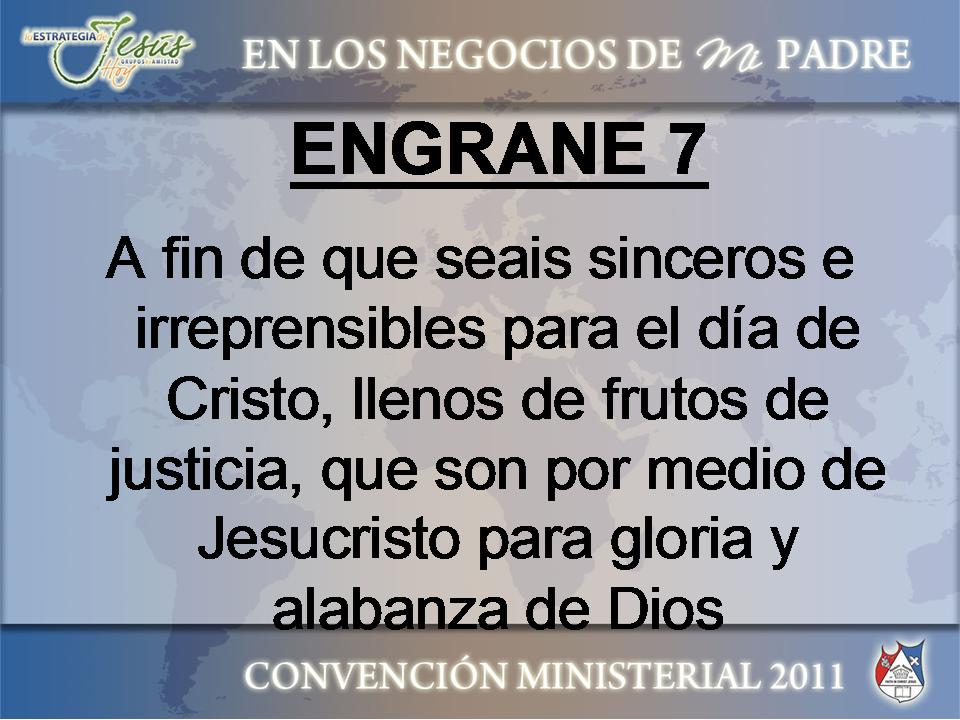 la ESTRATEGIA de Jesús Hoy
GRUPOS de AMISTAD
EN LOS NEGOCIOS DE Mi PADRE
ENGRANE 7
A fin de que seais sinceros e
irreprensibles para el día de
Cristo, llenos de frutos de
justicia, que son por medio de
Jesucristo para gloria y
alabanza de Dios
CONVENCIÓN MINISTERIAL 2011